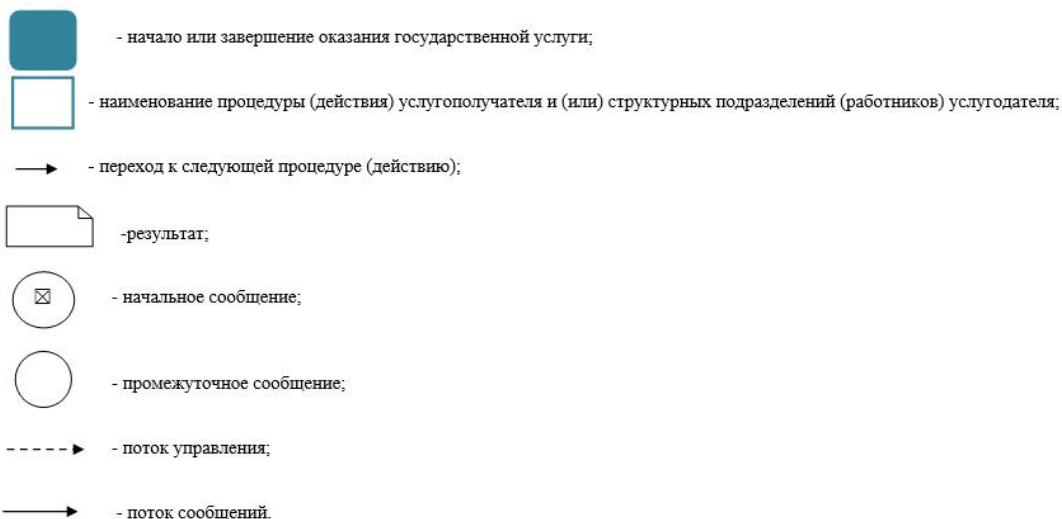 - начало или завершение оказания государственной услуги;
- наименование процедуры (действия) услугополучателя и (или) структурных подразделений (работников) услугодателя;
- переход к следующей процедуре (действию);
-результат;
- начальное сообщение;
- промежуточное сообщение;
- поток управления;
- поток сообщений.